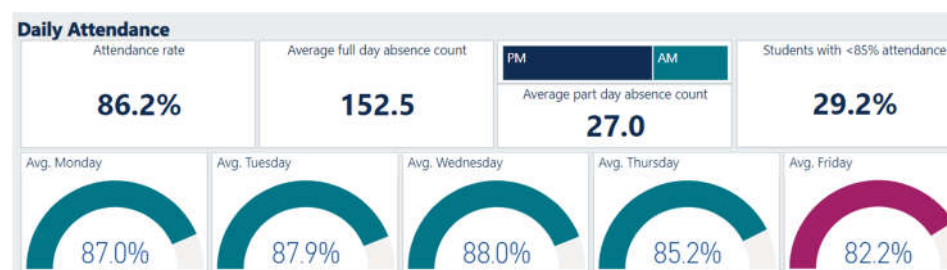 Daily Attendance
Attendance rate
86.2%
Average full day absence count
152.5
PM AM
Average part day absence count
27.0
Students with <85% attendance
29.2%
Avg. Monday
87.0%
Avg. Tuesday
87.9%
Avg. Wednesday
88.0%
Avg. Thursday
85.2%
Avg. Friday
82.2%